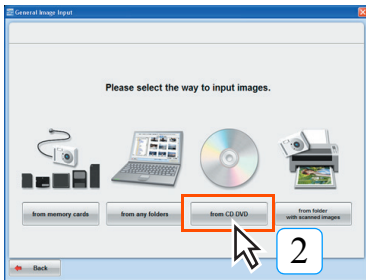 General Image Input
Please select the way to input images.
from memory cards
from any folders
from CD DVD
from folder
with scanned images
2
Back